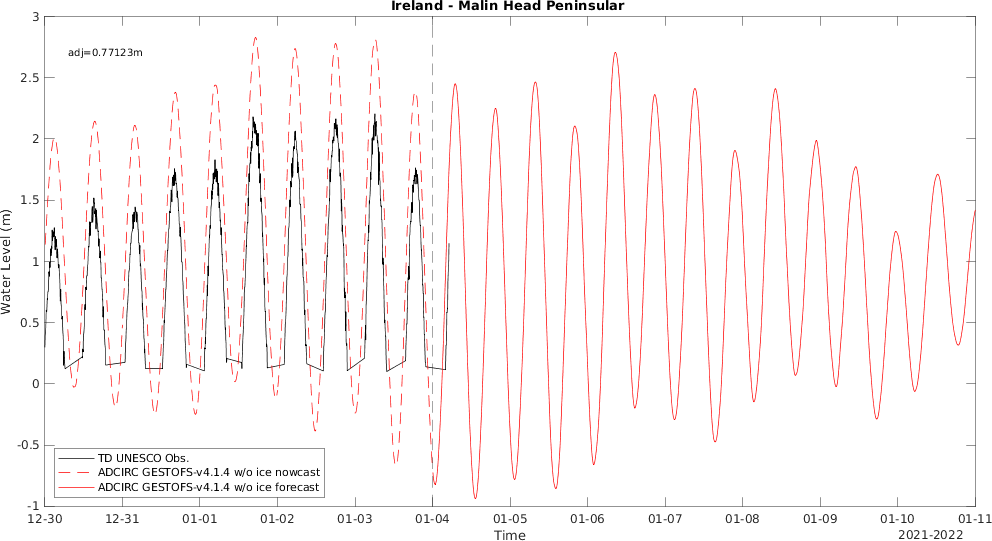 Ireland - Malin Head Peninsular
3
2.5
2
1.5
1
0.5
0
-0.5
-1
Water Level (m)
adj=0.77123m
TD UNESCO Obs.
ADCIRC GESTOFS-v4.1.4 w/o ice nowcast
ADCIRC GESTOFS-v4.1.4 w/o ice forecast
12-30 12-31 01-01 01-02 01-03 01-04 01-05 01-06 01-07 01-08 01-09 01-10 01-11
Time
2021-2022